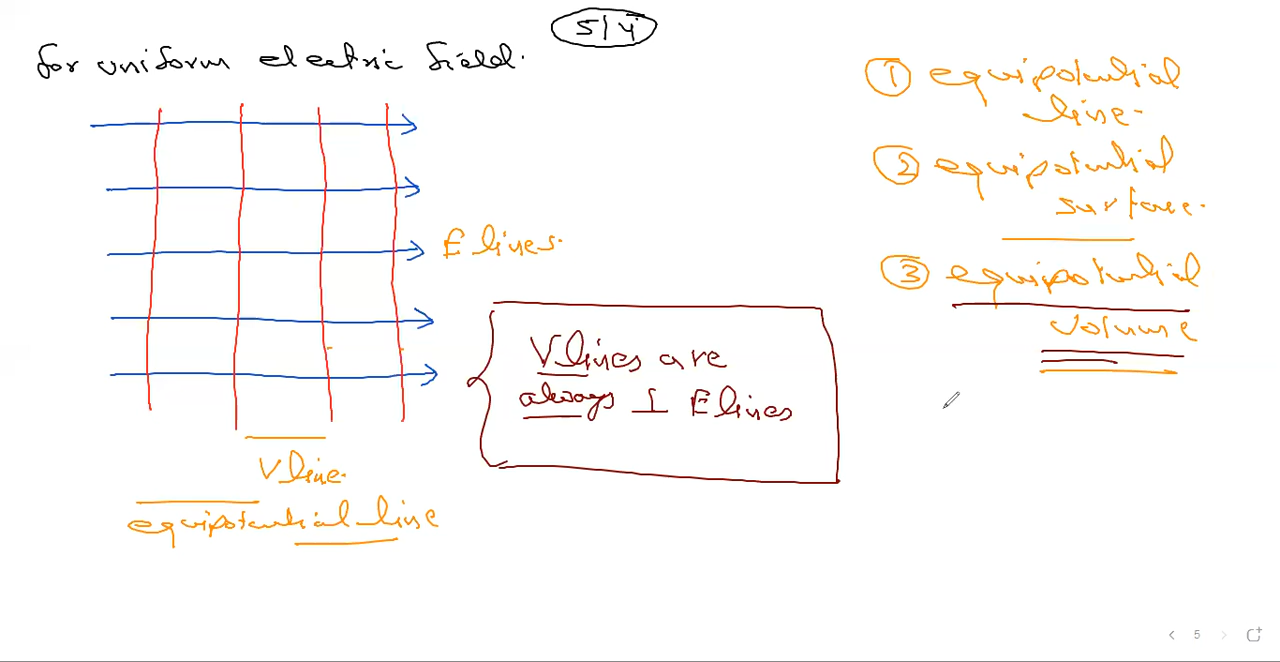 5/4
for uniform electric field.
E lines.
V lines are
always ⊥ E lines
V line.
equipotential line
① equipotential
line.
② equipotential
surface.
③ equipotential
volume
5